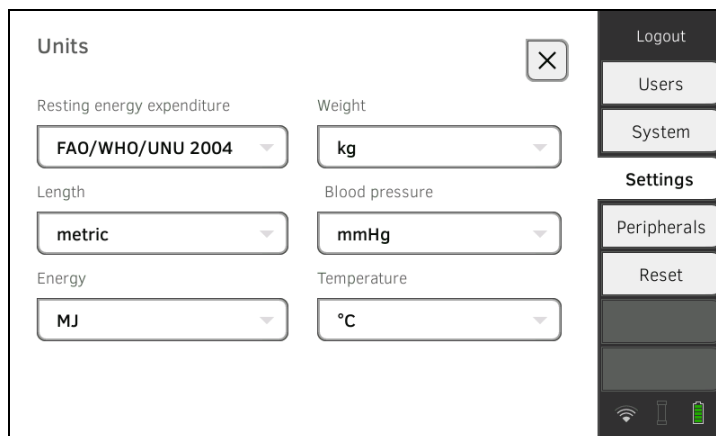 Units
Resting energy expenditure
Weight
FAO/WHO/UNU 2004
kg
Length
Blood pressure
metric
mmHg
Energy
Temperature
MJ
°C
Logout
Users
System
Settings
Peripherals
Reset